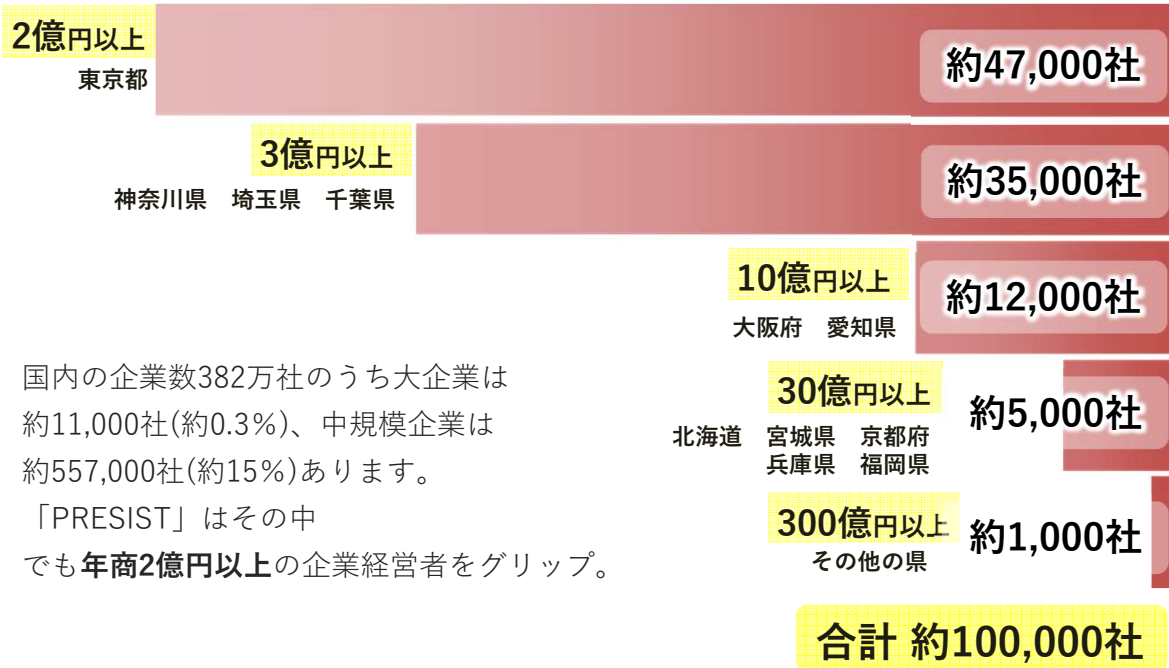 2億円以上
東京都
約47,000社
3億円以上
神奈川県　埼玉県　千葉県
約35,000社
10億円以上
大阪府　愛知県
約12,000社
30億円以上
北海道　宮城県　京都府
兵庫県　福岡県
約5,000社
300億円以上
その他の県
約1,000社
合計 約100,000社
国内の企業数382万社のうち大企業は
約11,000社(約0.3%)、中規模企業は
約557,000社(約15%)あります。
「PRESIST」はその中
でも年商2億円以上の企業経営者をグリップ。